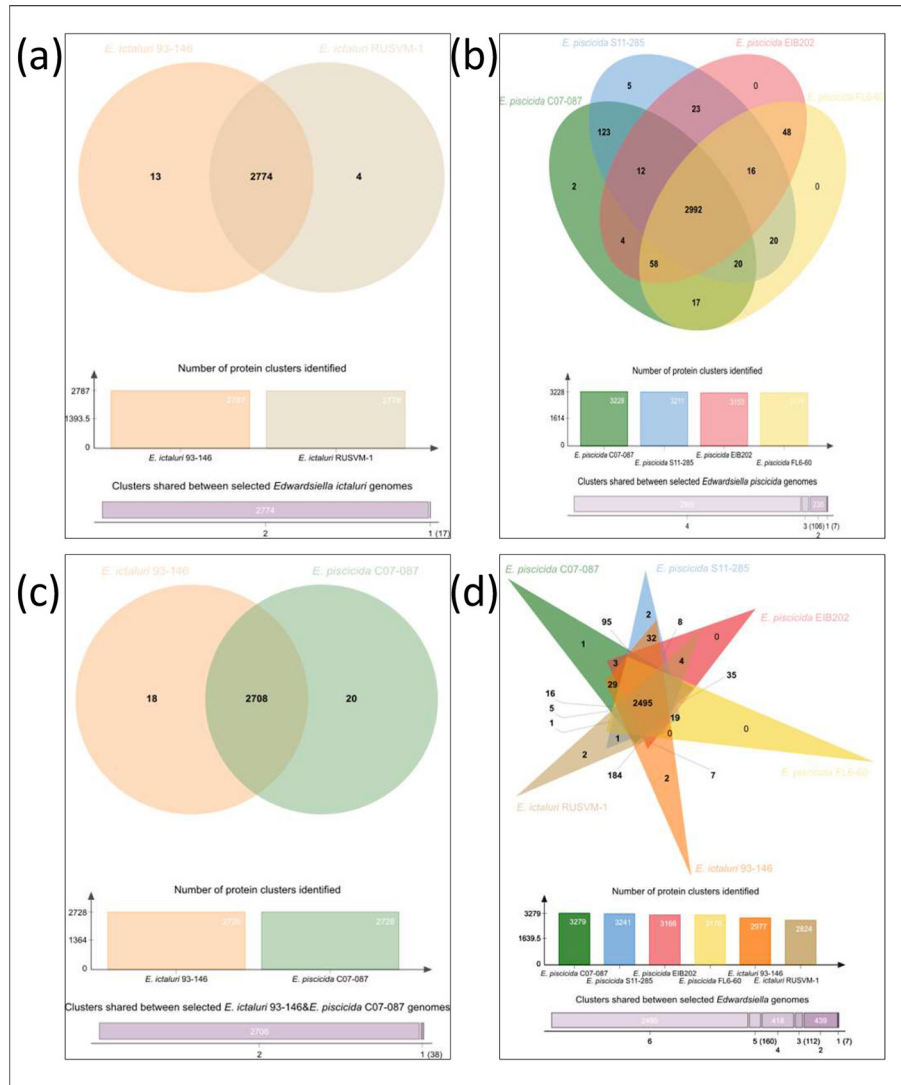 (a)
E. ictaluri 93-146
E. ictaluri RUSVM-1
13
2774
4
Number of protein clusters identified
2787
1393.5
0
2787
2778
E. ictaluri 93-146
E. ictaluri RUSVM-1
Clusters shared between selected Edwardsiella ictaluri genomes
2774
2
1 (17)
(b)
E. piscicida S11-285
E. piscicida EIB202
E. piscicida C07-087
E. piscicida FL6-60
5
0
23
123
48
12
16
2
0
2992
4
20
58
20
17
Number of protein clusters identified
3228
1614
0
3228
3211
3153
E. piscicida C07-087
E. piscicida S11-285
E. piscicida EIB202
E. piscicida FL6-60
Clusters shared between selected Edwardsiella piscicida genomes
4
3 (106)
1 (7)
2
(c)
E. ictaluri 93-146
E. piscicida C07-087
18
2708
20
Number of protein clusters identified
2728
1364
0
2728
E. ictaluri 93-146
E. piscicida C07-087
Clusters shared between selected E. ictaluri 93-146&E. piscicida C07-087 genomes
2
1 (38)
(d)
E. piscicida C07-087
E. piscicida S11-285
E. piscicida EIB202
2
95
8
1
32
0
3
4
29
35
16
2495
5
19
1
0
0
1
2
184
7
2
E. piscicida FL6-60
E. ictaluri RUSVM-1
E. ictaluri 93-146
Number of protein clusters identified
3279
1639.5
0
3279
3241
3166
2977
2824
E. piscicida C07-087
E. piscicida S11-285
E. piscicida EIB202
E. piscicida FL6-60
E. ictaluri 93-146
E. ictaluri RUSVM-1
Clusters shared between selected Edwardsiella genomes
2495
418
439
6
5 (160)
4
3 (112)
2
1 (7)